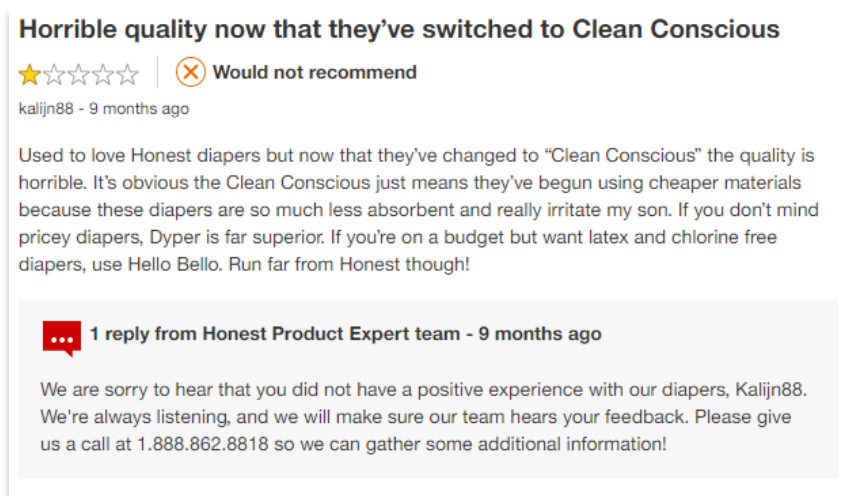 Horrible quality now that they’ve switched to Clean Conscious
Would not recommend
kalijn88 - 9 months ago
Used to love Honest diapers but now that they’ve changed to “Clean Conscious” the quality is
horrible. It’s obvious the Clean Conscious just means they’ve begun using cheaper materials
because these diapers are so much less absorbent and really irritate my son. If you don’t mind
pricey diapers, Dyper is far superior. If you’re on a budget but want latex and chlorine free
diapers, use Hello Bello. Run far from Honest though!
1 reply from Honest Product Expert team - 9 months ago
We are sorry to hear that you did not have a positive experience with our diapers, Kalijn88.
We're always listening, and we will make sure our team hears your feedback. Please give
us a call at 1.888.862.8818 so we can gather some additional information!